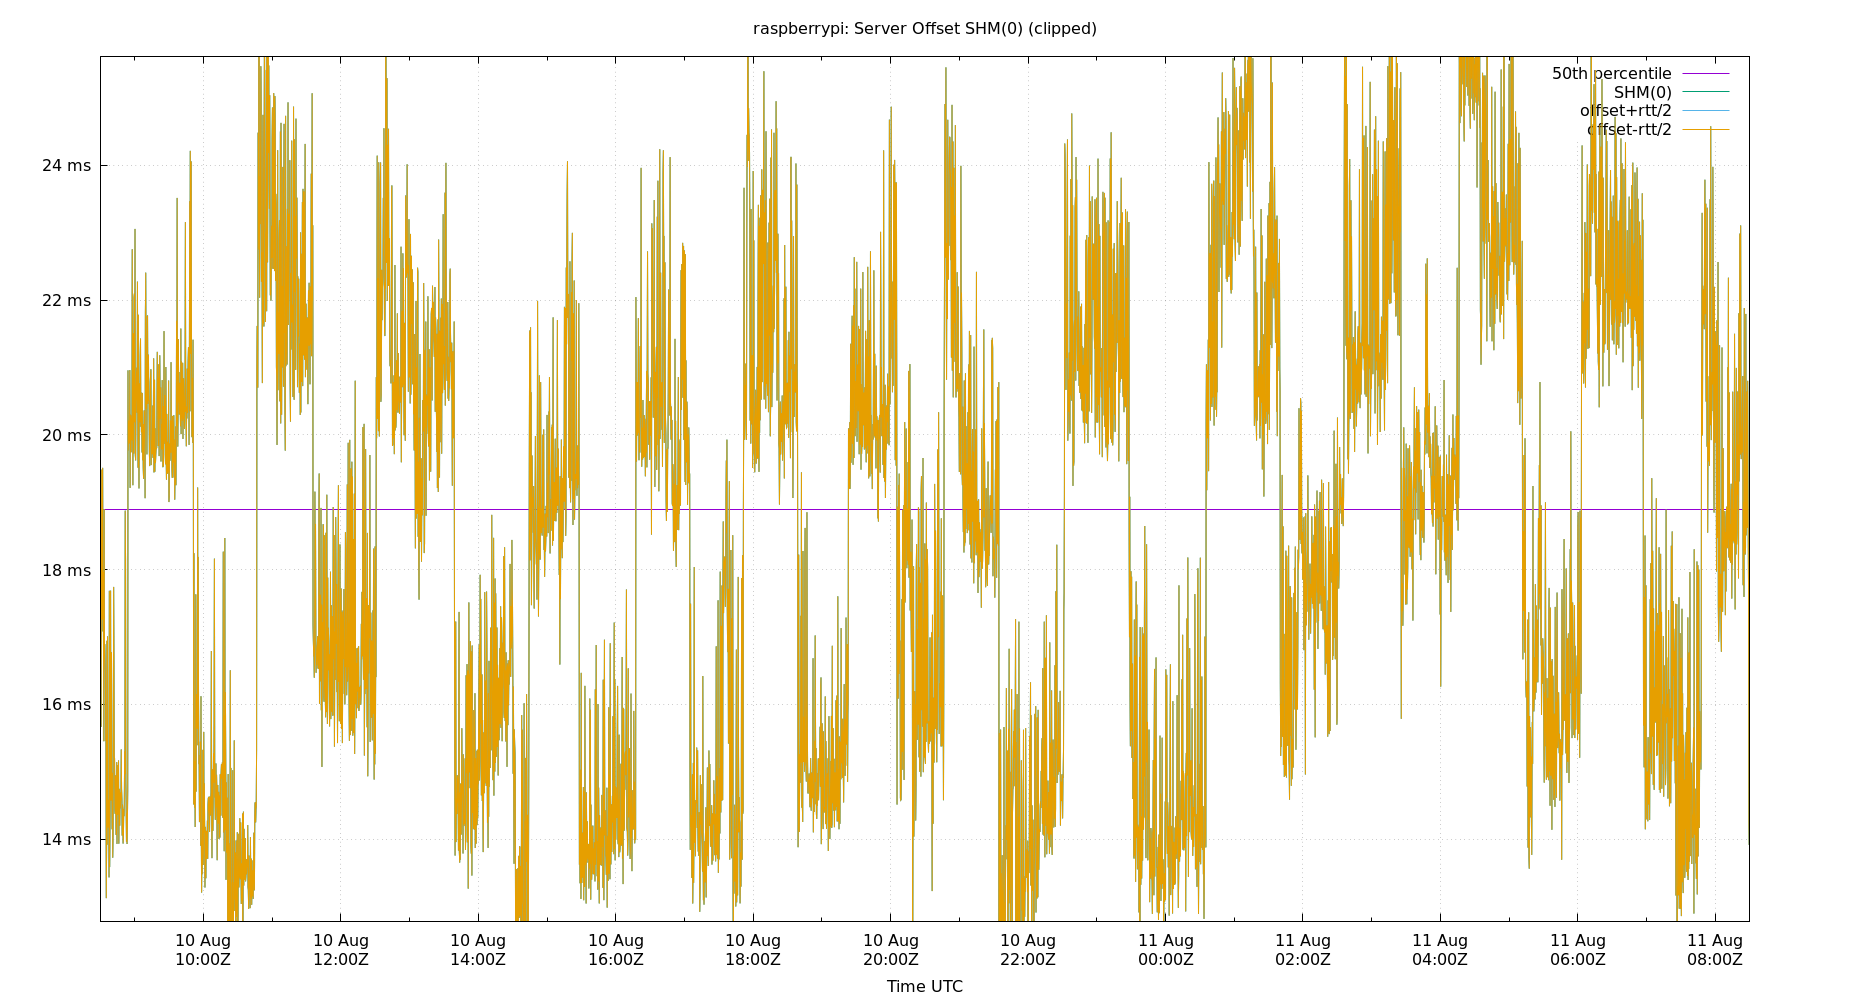 raspberrypi: Server Offset SHM(0) (clipped)
50th percentile
SHM(0)
offset+rtt/2
offset-rtt/2
24 ms
22 ms
20 ms
18 ms
16 ms
14 ms
10 Aug 10 Aug 10 Aug 10 Aug 10 Aug 10 Aug 10 Aug 11 Aug 11 Aug 11 Aug 11 Aug 11 Aug
10:00Z 12:00Z 14:00Z 16:00Z 18:00Z 20:00Z 22:00Z 00:00Z 02:00Z 04:00Z 06:00Z 08:00Z
Time UTC